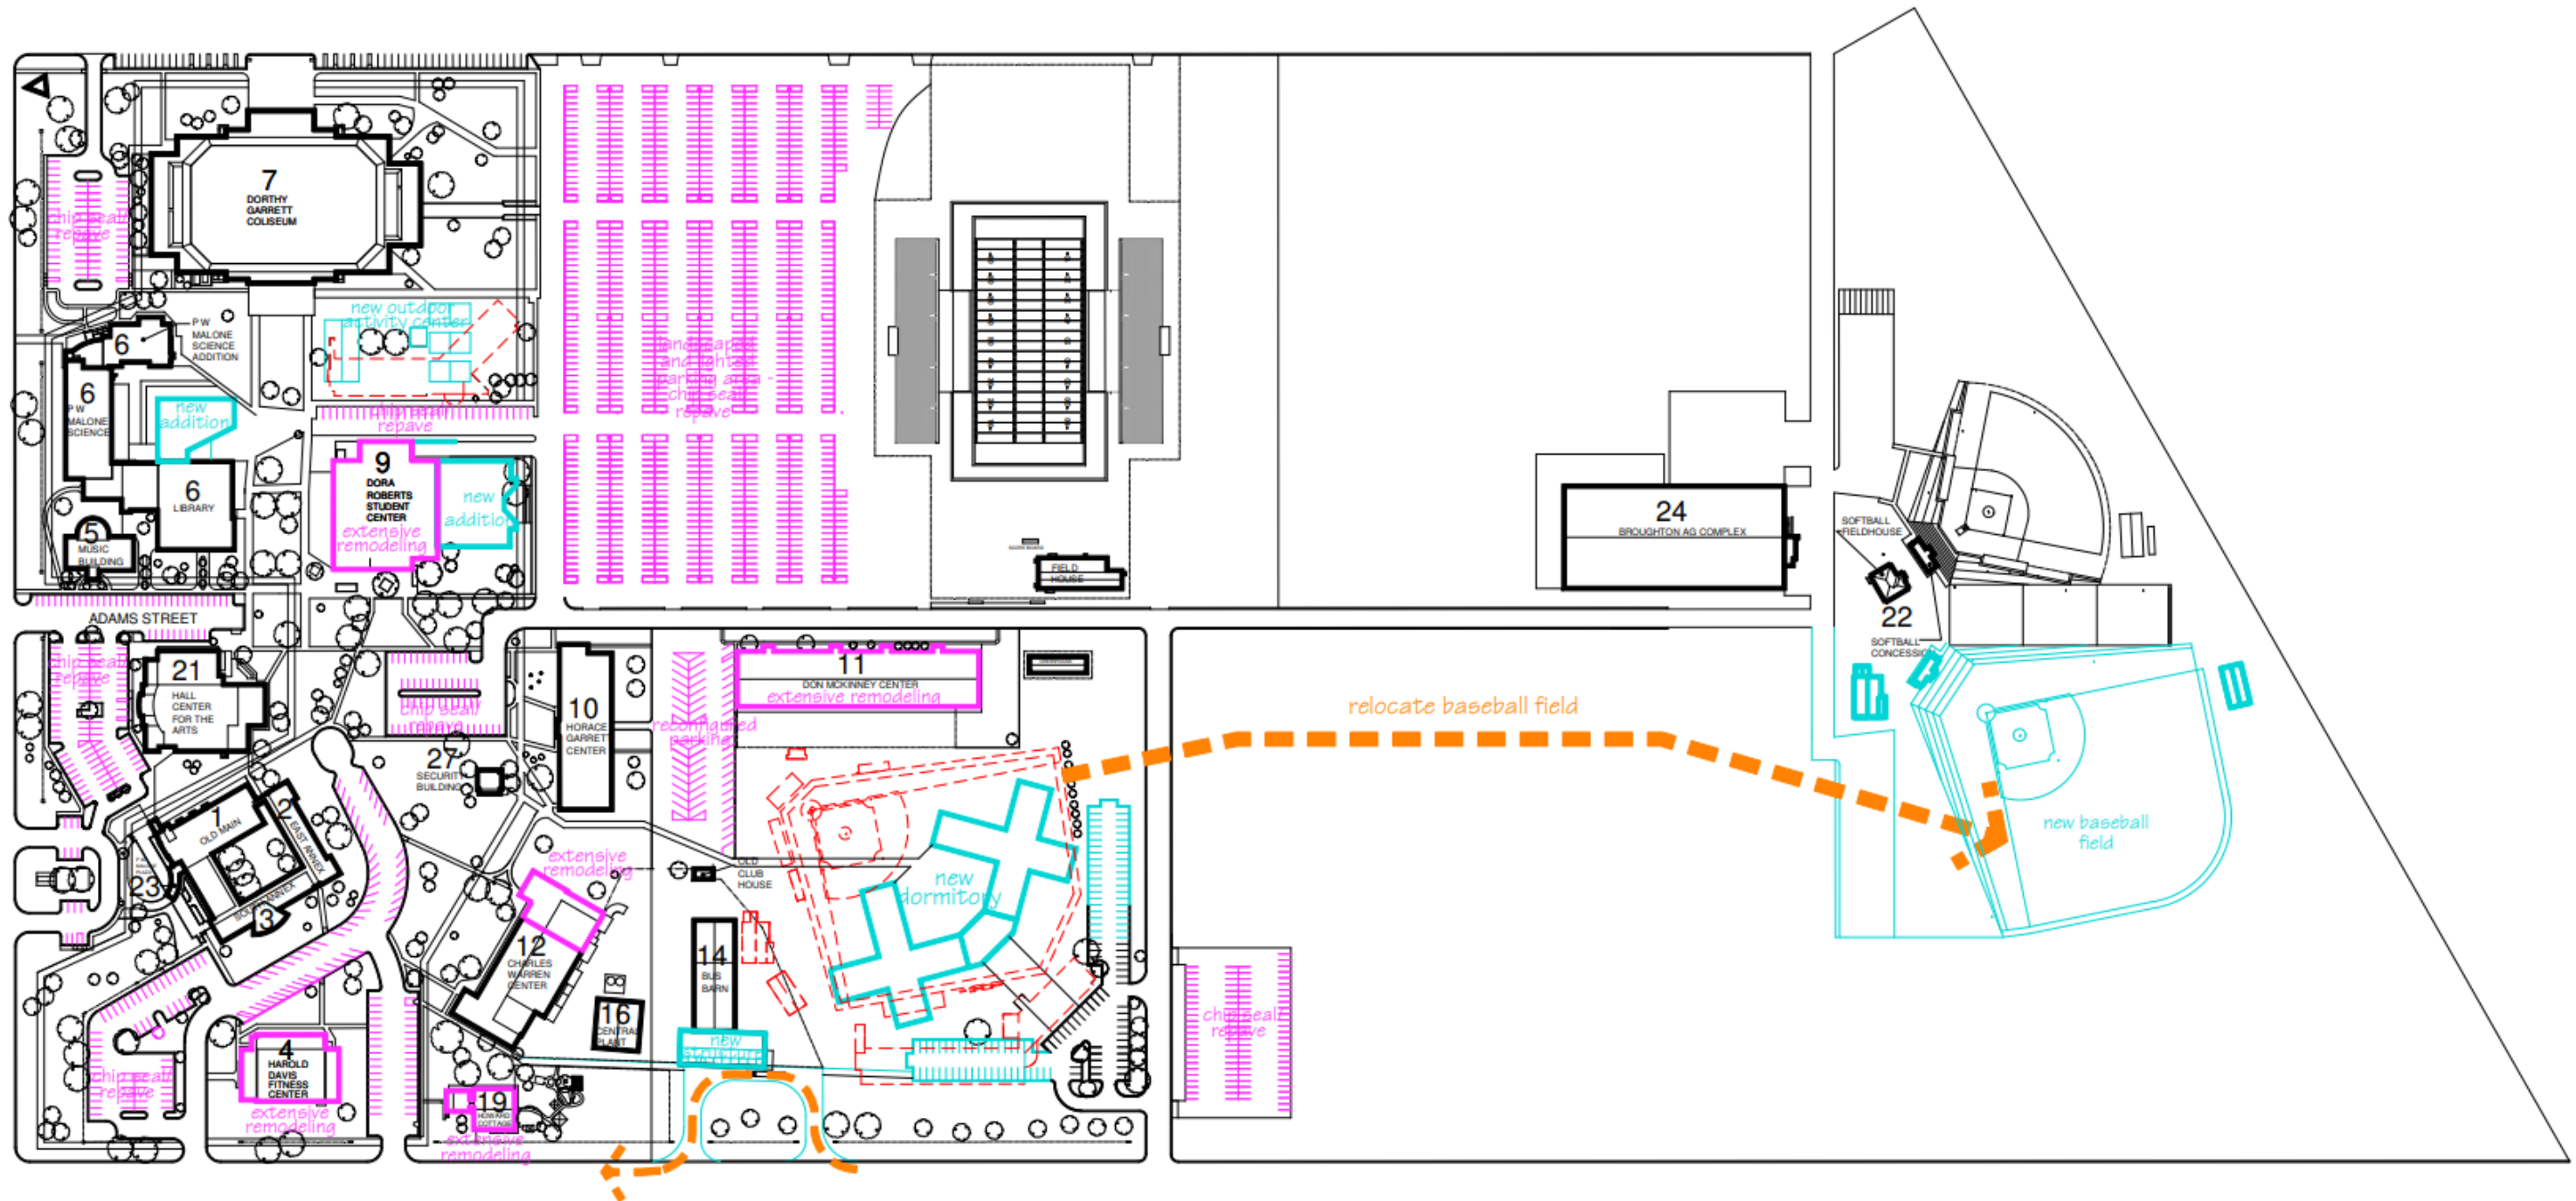 7
DORTHY
GARRETT
COLISEUM
chip seal/
repave
new outdoor
activity center
6
PW
MALONE
SCIENCE
ADDITION
6
PW
MALONE
SCIENCE
new
addition
chip seal/
repave
landscaped
and lighted
parking area -
chip seal/
repave
6
LIBRARY
9
DORA
ROBERTS
STUDENT
CENTER
extensive
remodeling
new
addition
5
MUSIC
BUILDING
FIELD
HOUSE
24
BROUGHTON AG COMPLEX
SOFTBALL
FIELDHOUSE
22
SOFTBALL
CONCESSION
ADAMS STREET
chip seal/
repave
21
HALL
CENTER
FOR THE
ARTS
chip seal/
repave
10
HORACE
GARRETT
CENTER
reconfigured
parking
11
DON MCKINNEY CENTER
extensive remodeling
relocate baseball field
27
SECURITY
BUILDING
1
OLD MAIN
2
EAST ANNEX
23
SOUTH ANNEX
3
extensive
remodeling
OLD
CLUB
HOUSE
new
dormitory
new baseball
field
12
CHARLES
WARREN
CENTER
14
BUS
BARN
16
CENTRAL
PLANT
new
structure
chip seal/
repave
4
HAROLD
DAVIS
FITNESS
CENTER
extensive
remodeling
19
HOWARD
COTTAGE
extensive
remodeling
chip seal/
repave